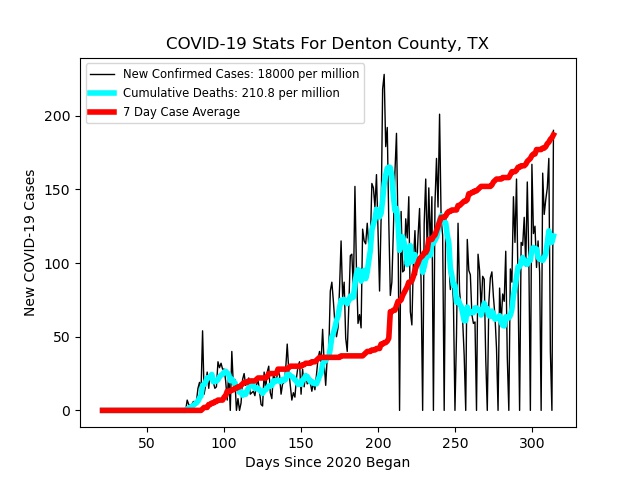 COVID-19 Stats For Denton County, TX
New Confirmed Cases: 18000 per million
Cumulative Deaths: 210.8 per million
7 Day Case Average
New COVID-19 Cases
200
150
100
50
0
50 100 150 200 250 300
Days Since 2020 Began